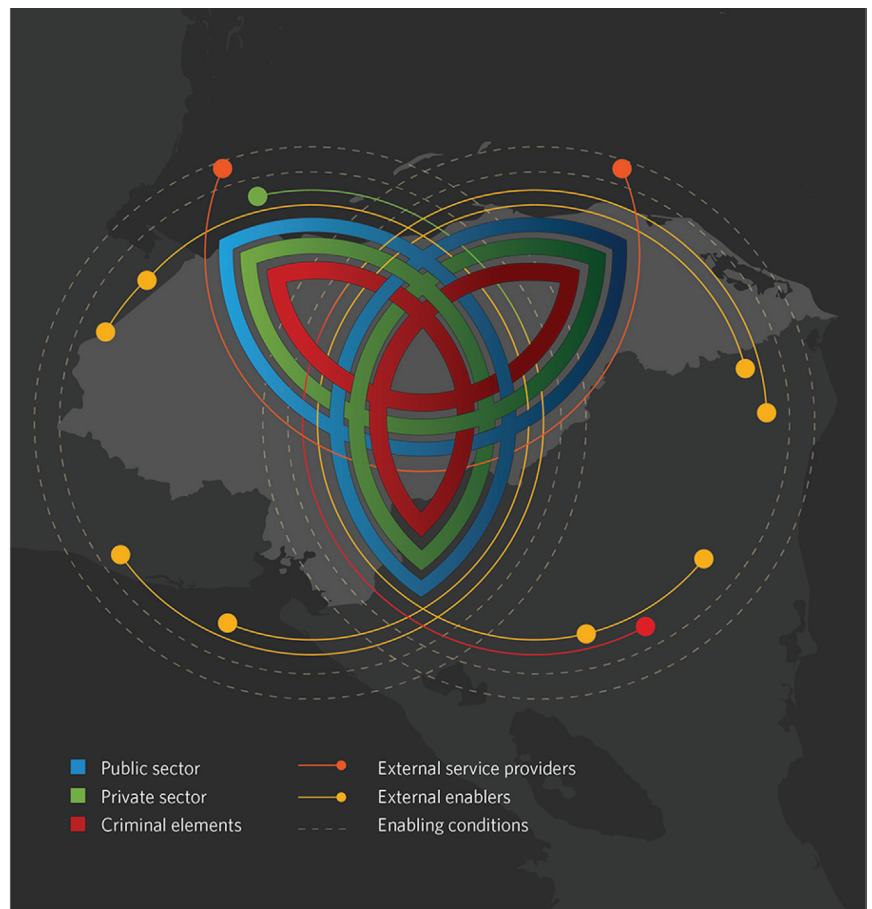 Public sector
Private sector
Criminal elements
External service providers
External enablers
Enabling conditions